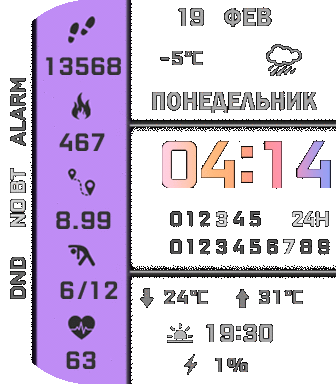 ALARM
NO BT
DND
13568
467
8.99
6/12
63
19 ФЕВ
-5°C
ПОНЕДЕЛЬНИК
04:14
012345 24H
0123456789
24°C 31°C
19:30
1%